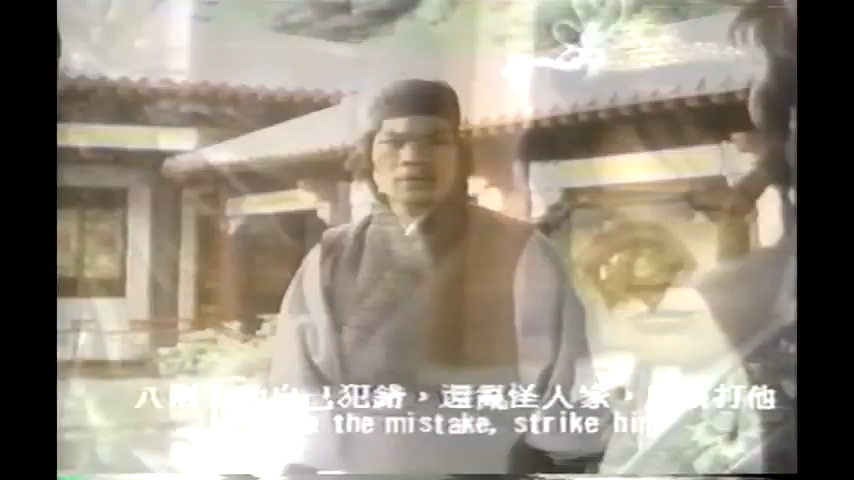 八 自己犯錯,還亂怪人家, 打他
the mistake, strike him